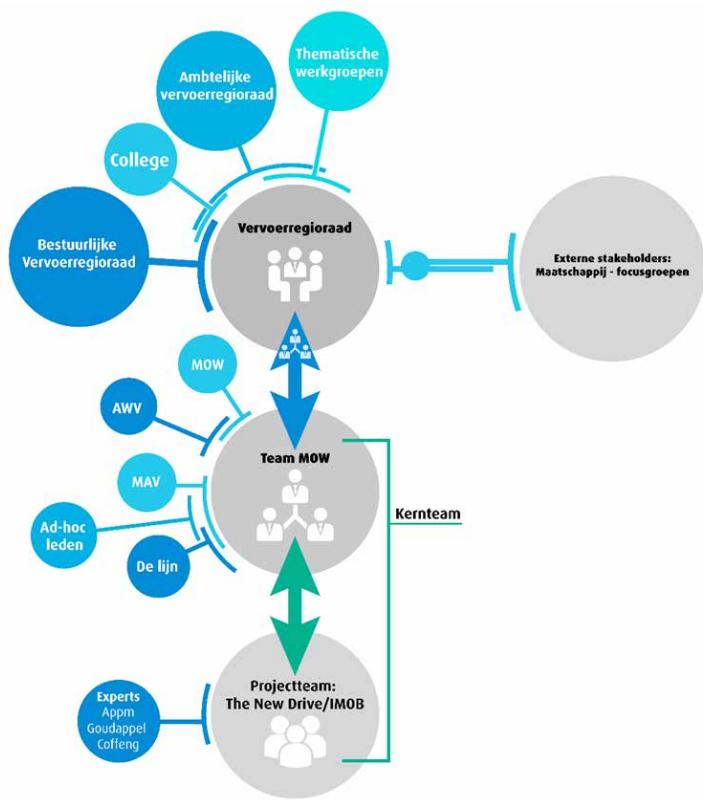 Thematische
werkgroepen
Ambtelijke
vervoerregioraad
College
Bestuurlijke
Vervoerregioraad
Vervoerregioraad
Externe stakeholders:
Maatschappij - focusgroepen
MOW
AWV
Team MOW
MAV
Kernteam
Ad-hoc
leden
De lijn
Projectteam:
The New Drive/IMOB
Experts
Appm
Goudappel
Coffeng